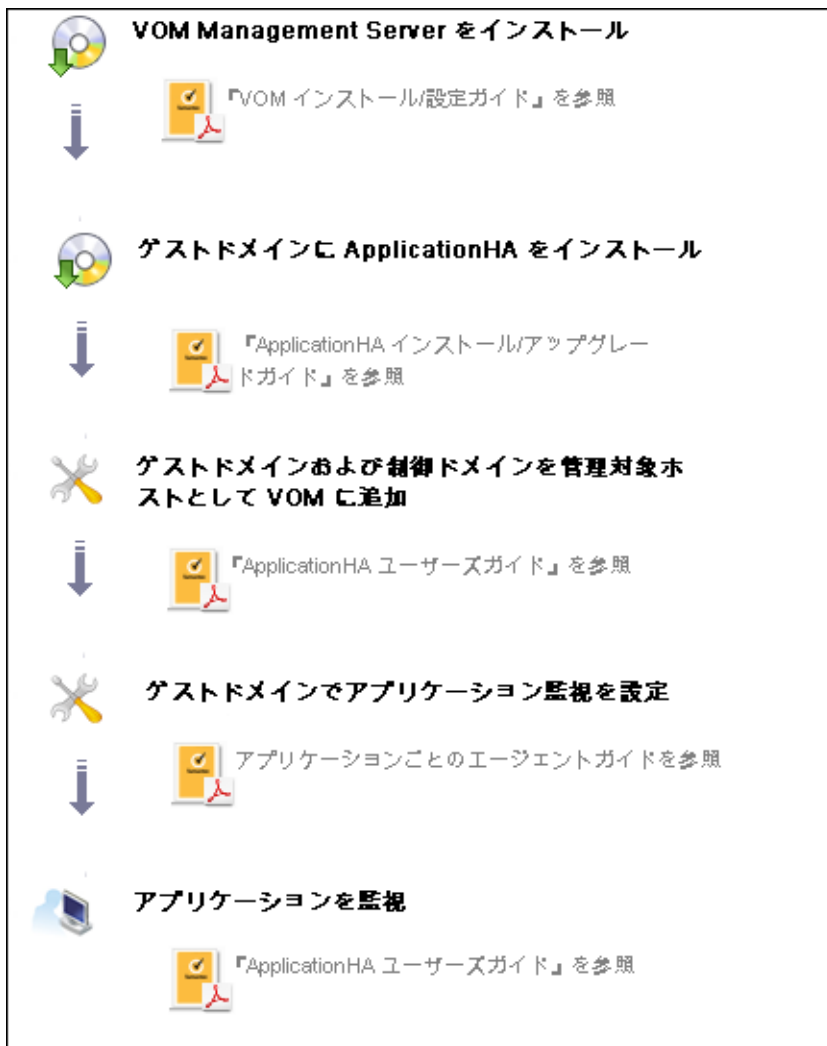 VOM Management Server をインストール
『VOM インストール/設定ガイド』を参照
ゲストドメインに ApplicationHA をインストール
『ApplicationHA インストール/アップグレー
ドガイド』を参照
ゲストドメインおよび制御ドメインを管理対象ホ
ストとして VOM に追加
『ApplicationHA ユーザーズガイド』を参照
ゲストドメインでアプリケーション監視を設定
アプリケーションごとのエージェントガイドを参照
アプリケーションを監視
『ApplicationHA ユーザーズガイド』を参照